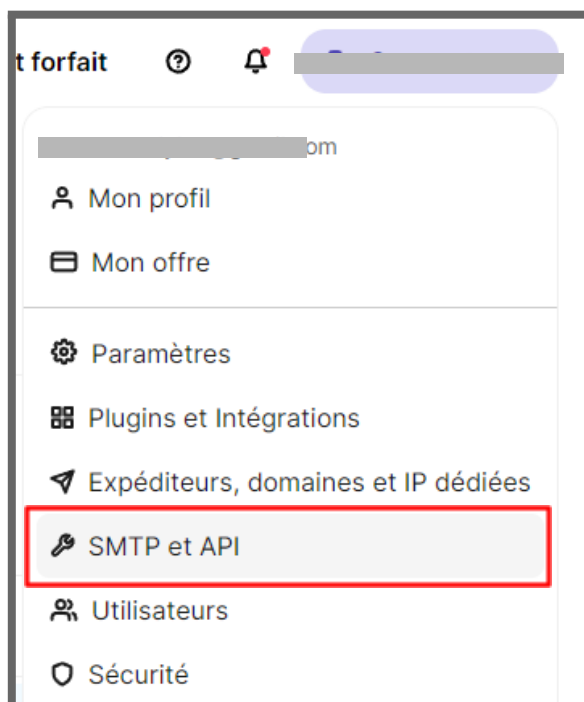 t forfait
om
Mon profil
Mon offre
Paramètres
Plugins et Intégrations
Expéditeurs, domaines et IP dédiées
SMTP et API
Utilisateurs
Sécurité